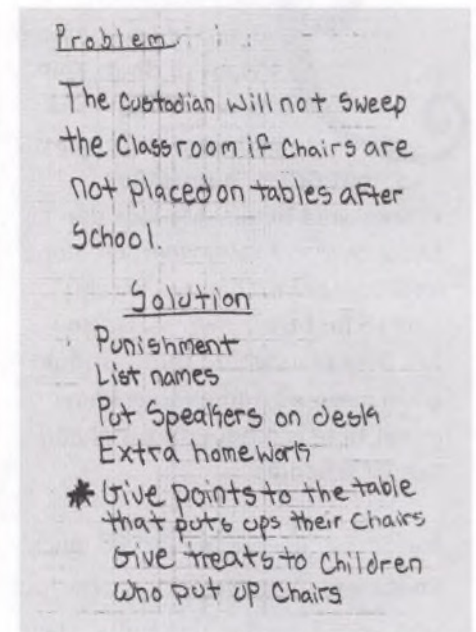 Problem
The Custodian will not sweep
the Classroom if Chairs are
not placed on tables after
School.
Solution
Punishment
List names
Put Speakers on desk
Extra homework
* Give points to the table
that puts ups their Chairs
Give treats to Children
who put up Chairs